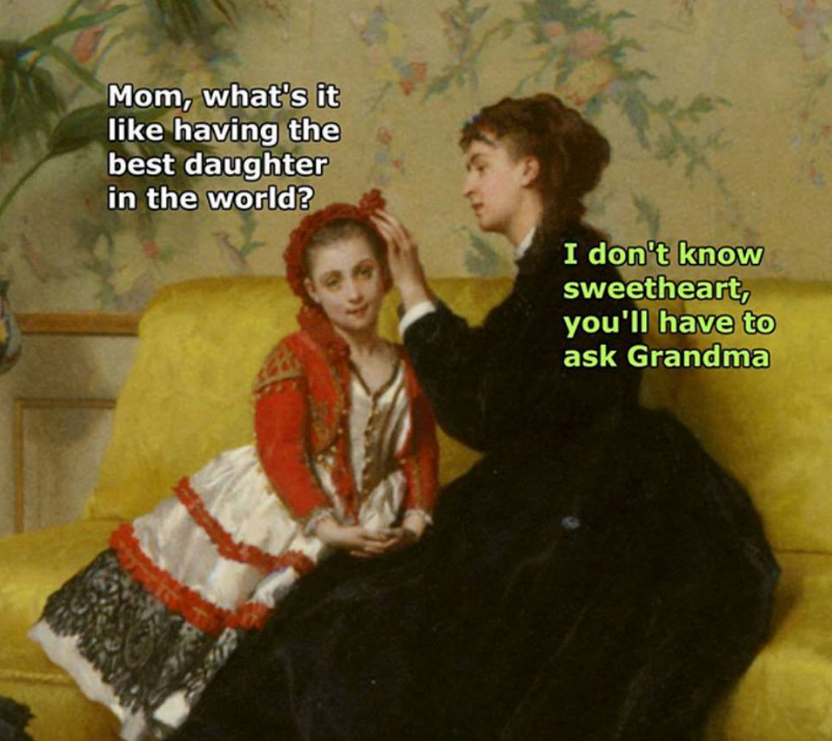 Mom, what's it
like having the
best daughter
in the world?
I don't know
sweetheart,
you'll have to
ask Grandma